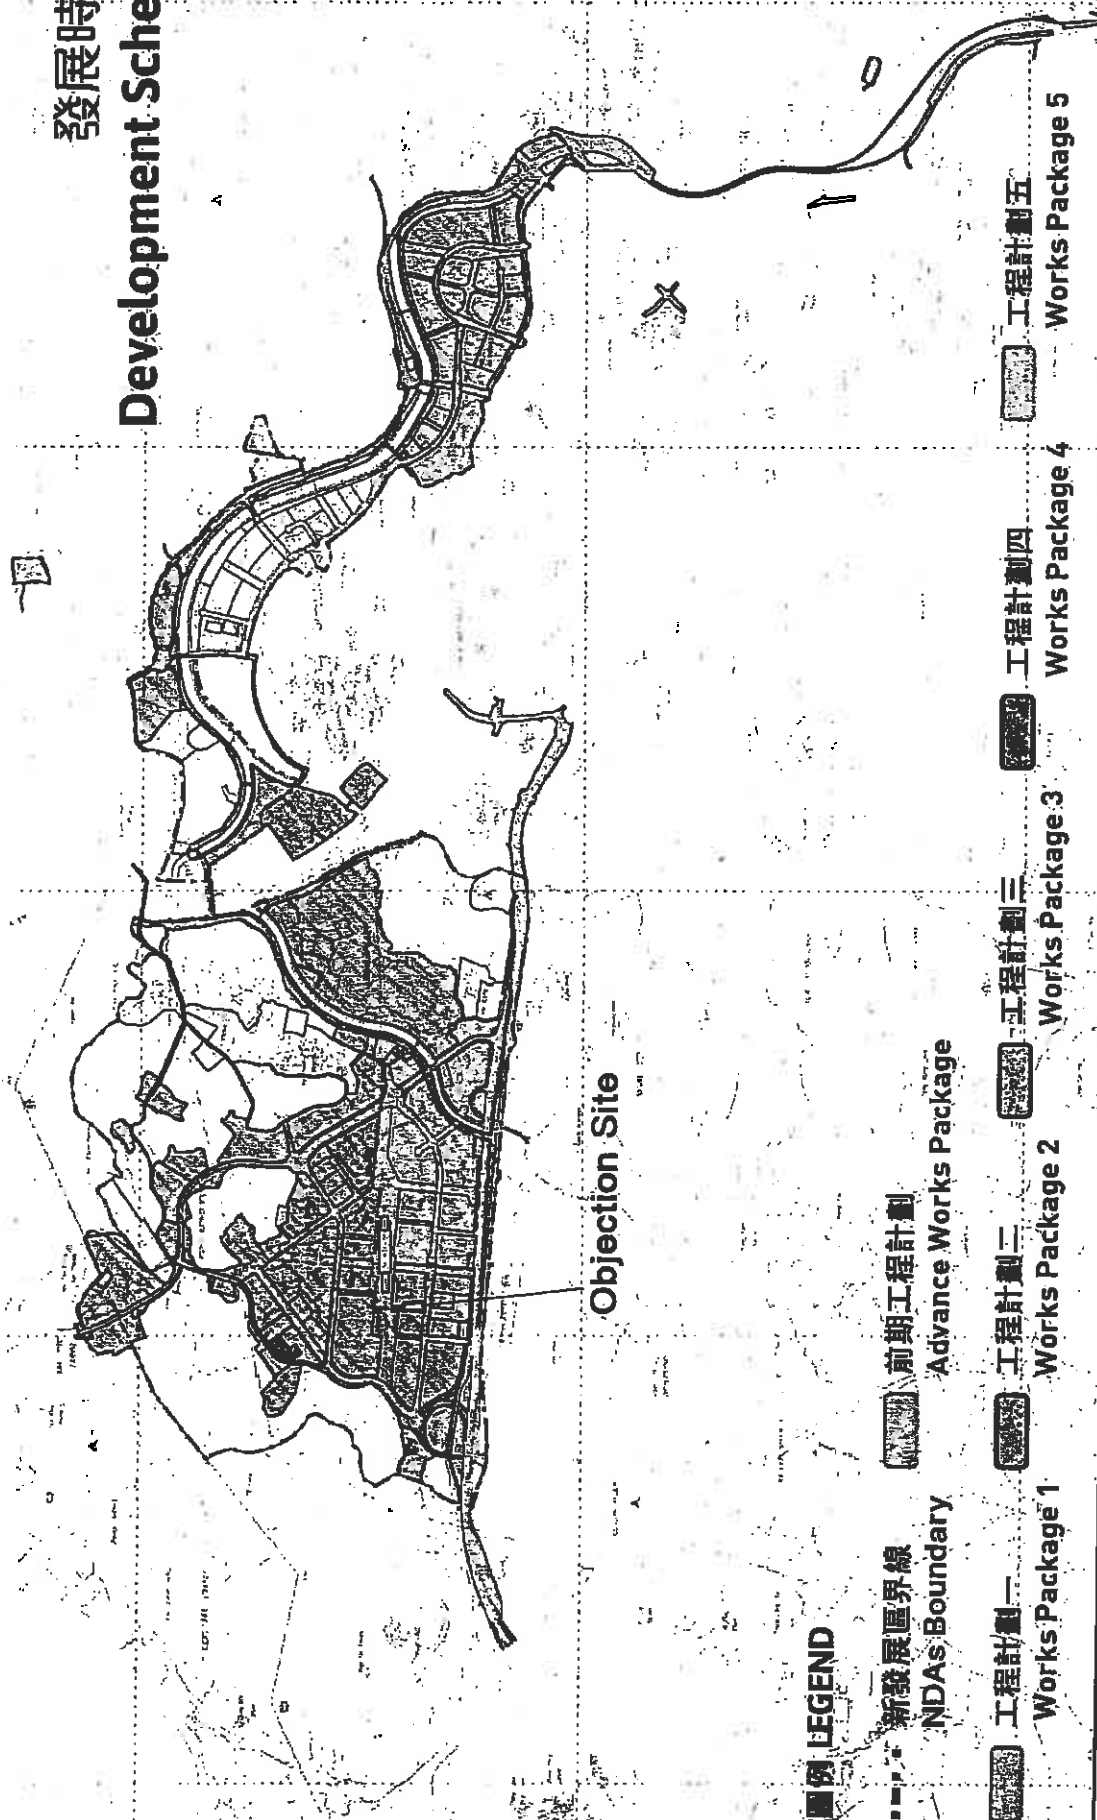 發展時
Development Sche
Objection Site
圖例 LEGEND
新發展區界線
NDAs Boundary
前期工程計劃
Advance Works Package
工程計劃一
Works Package 1
工程計劃二
Works Package 2
工程計劃三
Works Package 3
工程計劃四
Works Package 4
工程計劃五
Works Package 5